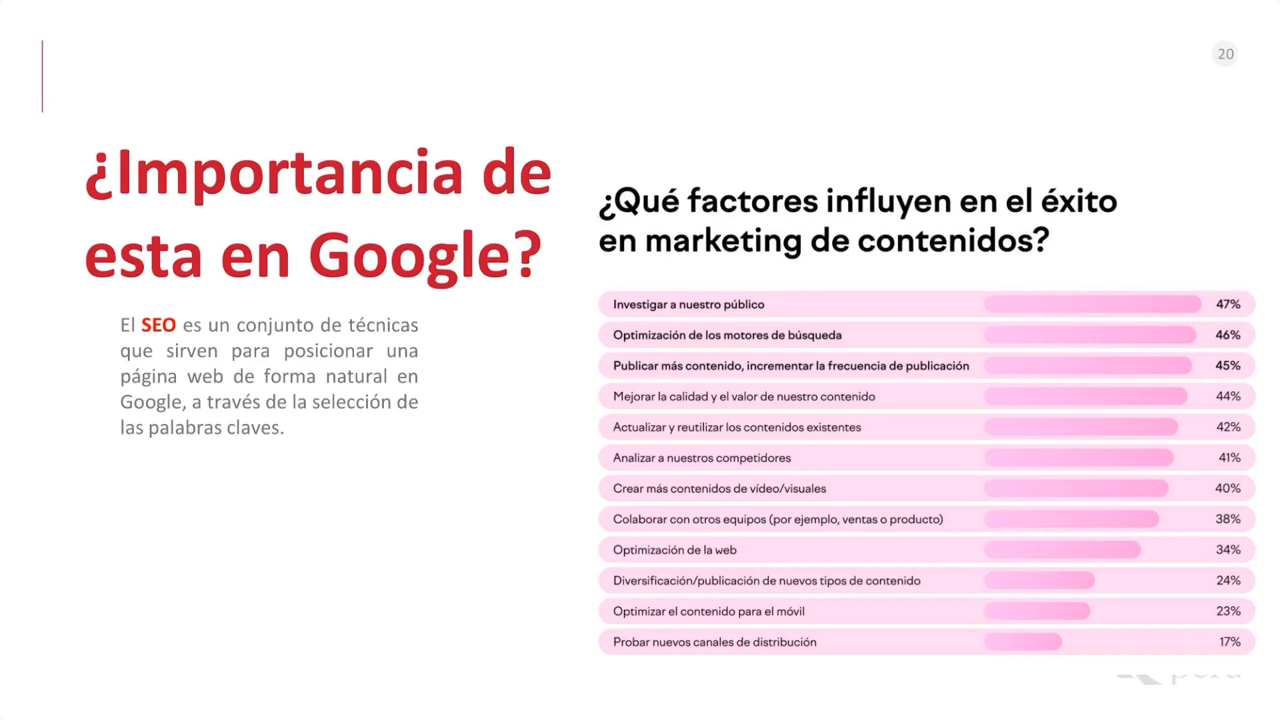 20
¿Importancia de
esta en Google?
El SEO es un conjunto de técnicas
que sirven para posicionar una
página web de forma natural en
Google, a través de la selección de
las palabras claves.
¿Qué factores influyen en el éxito
en marketing de contenidos?
Investigar a nuestro público 47%
Optimización de los motores de búsqueda 46%
Publicar más contenido, incrementar la frecuencia de publicación 45%
Mejorar la calidad y el valor de nuestro contenido 44%
Actualizar y reutilizar los contenidos existentes 42%
Analizar a nuestros competidores 41%
Crear más contenidos de vídeo/visuales 40%
Colaborar con otros equipos (por ejemplo, ventas o producto) 38%
Optimización de la web 34%
Diversificación/publicación de nuevos tipos de contenido 24%
Optimizar el contenido para el móvil 23%
Probar nuevos canales de distribución 17%